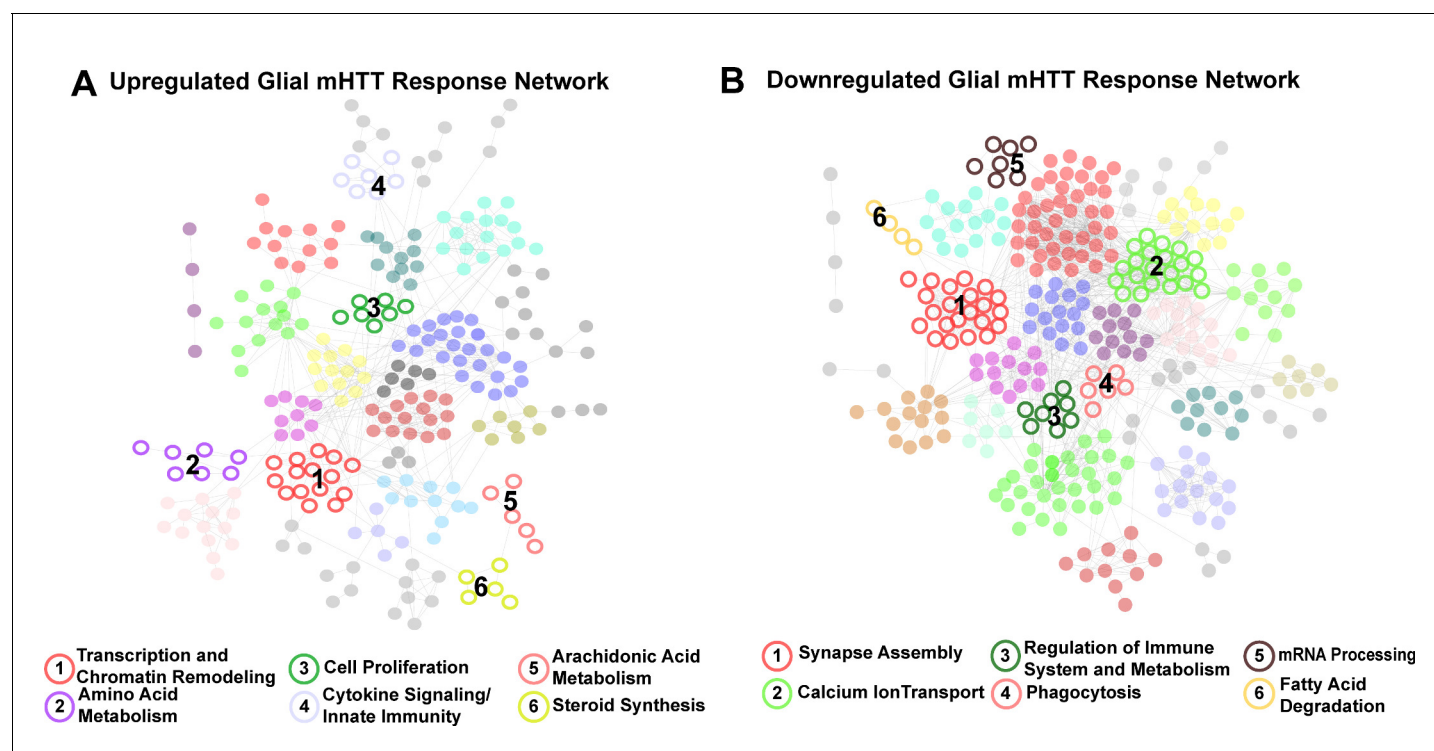 A Upregulated Glial mHTT Response Network
4
3
2
1
5
6
1 Transcription and
Chromatin Remodeling
2 Amino Acid
Metabolism
3 Cell Proliferation
4 Cytokine Signaling/
Innate Immunity
5 Arachidonic Acid
Metabolism
6 Steroid Synthesis
B Downregulated Glial mHTT Response Network
5
6
2
1
4
3
1 Synapse Assembly
2 Calcium IonTransport
3 Regulation of Immune
System and Metabolism
4 Phagocytosis
5 mRNA Processing
6 Fatty Acid
Degradation